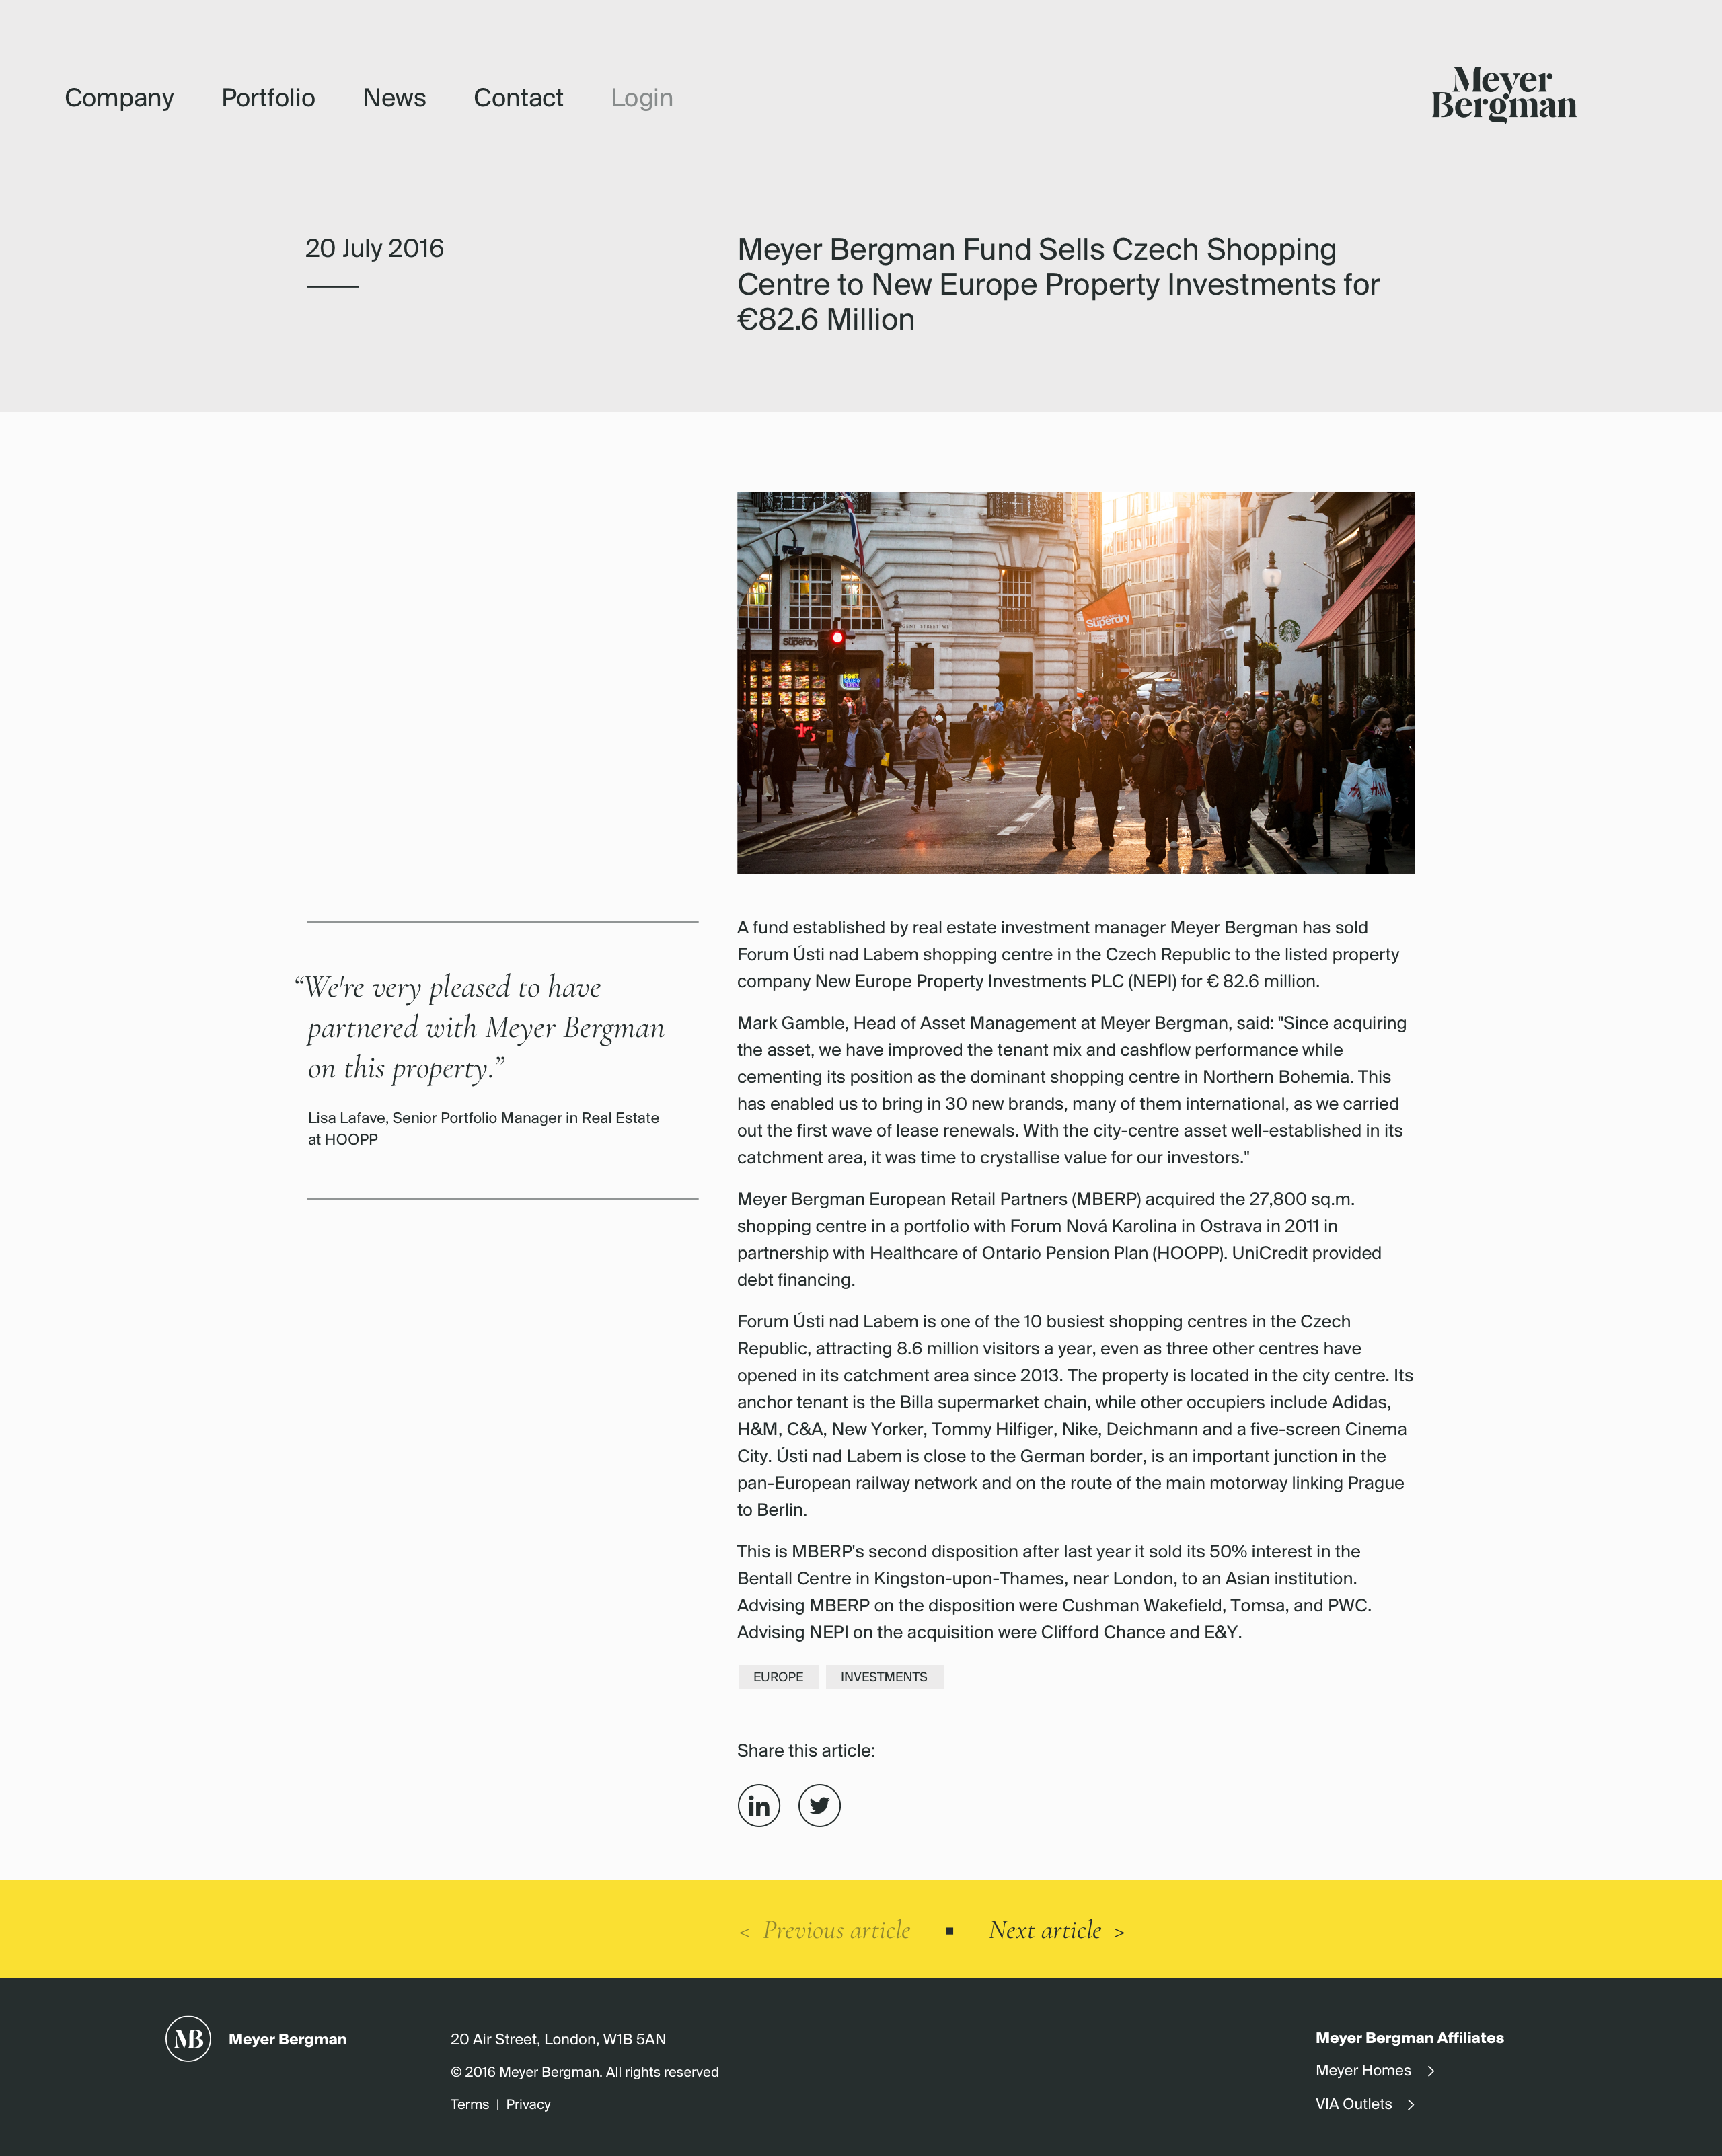 Company Portfolio News Contact Login
Meyer
Bergman
20 July 2016
Meyer Bergman Fund Sells Czech Shopping
Centre to New Europe Property Investments for
€82.6 Million
Superdry
Superdry
H&M
“We're very pleased to have
partnered with Meyer Bergman
on this property.”
Lisa Lafave, Senior Portfolio Manager in Real Estate
at HOOPP
A fund established by real estate investment manager Meyer Bergman has sold
Forum Ústi nad Labem shopping centre in the Czech Republic to the listed property
company New Europe Property Investments PLC (NEPI) for € 82.6 million.
Mark Gamble, Head of Asset Management at Meyer Bergman, said: "Since acquiring
the asset, we have improved the tenant mix and cashflow performance while
cementing its position as the dominant shopping centre in Northern Bohemia. This
has enabled us to bring in 30 new brands, many of them international, as we carried
out the first wave of lease renewals. With the city-centre asset well-established in its
catchment area, it was time to crystallise value for our investors."
Meyer Bergman European Retail Partners (MBERP) acquired the 27,800 sq.m.
shopping centre in a portfolio with Forum Nová Karolina in Ostrava in 2011 in
partnership with Healthcare of Ontario Pension Plan (HOOPP). UniCredit provided
debt financing.
Forum Ústi nad Labem is one of the 10 busiest shopping centres in the Czech
Republic, attracting 8.6 million visitors a year, even as three other centres have
opened in its catchment area since 2013. The property is located in the city centre. Its
anchor tenant is the Billa supermarket chain, while other occupiers include Adidas,
H&M, C&A, New Yorker, Tommy Hilfiger, Nike, Deichmann and a five-screen Cinema
City. Ústi nad Labem is close to the German border, is an important junction in the
pan-European railway network and on the route of the main motorway linking Prague
to Berlin.
This is MBERP's second disposition after last year it sold its 50% interest in the
Bentall Centre in Kingston-upon-Thames, near London, to an Asian institution.
Advising MBERP on the disposition were Cushman Wakefield, Tomsa, and PWC.
Advising NEPI on the acquisition were Clifford Chance and E&Y.
EUROPE INVESTMENTS
Share this article:
in
< Previous article ▪ Next article >
MB Meyer Bergman
20 Air Street, London, W1B 5AN
© 2016 Meyer Bergman. All rights reserved
Terms | Privacy
Meyer Bergman Affiliates
Meyer Homes >
VIA Outlets >